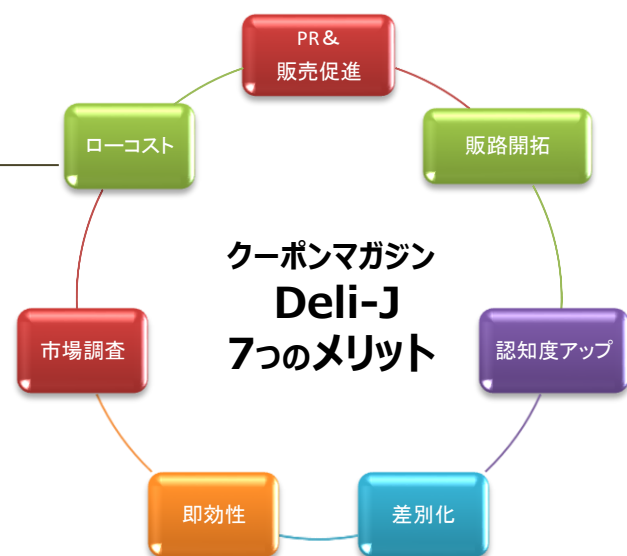 PR＆
販売促進
ローコスト
販路開拓
クーポンマガジン
Deli-J
7つのメリット
市場調査
認知度アップ
即効性
差別化